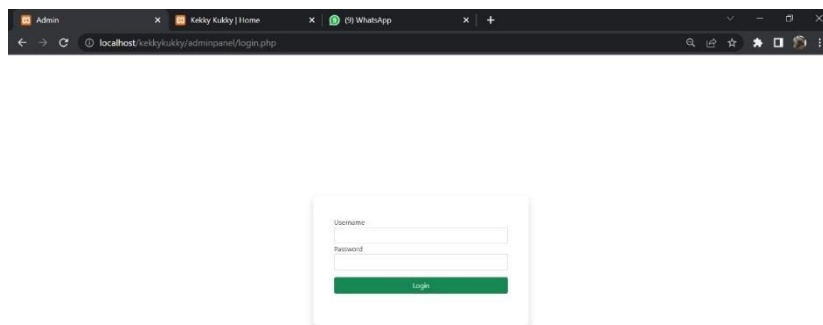 Admin
Kekky Kukky | Home
(9) WhatsApp
localhost/kekkykukky/adminpanel/login.php
Username
Password
Login